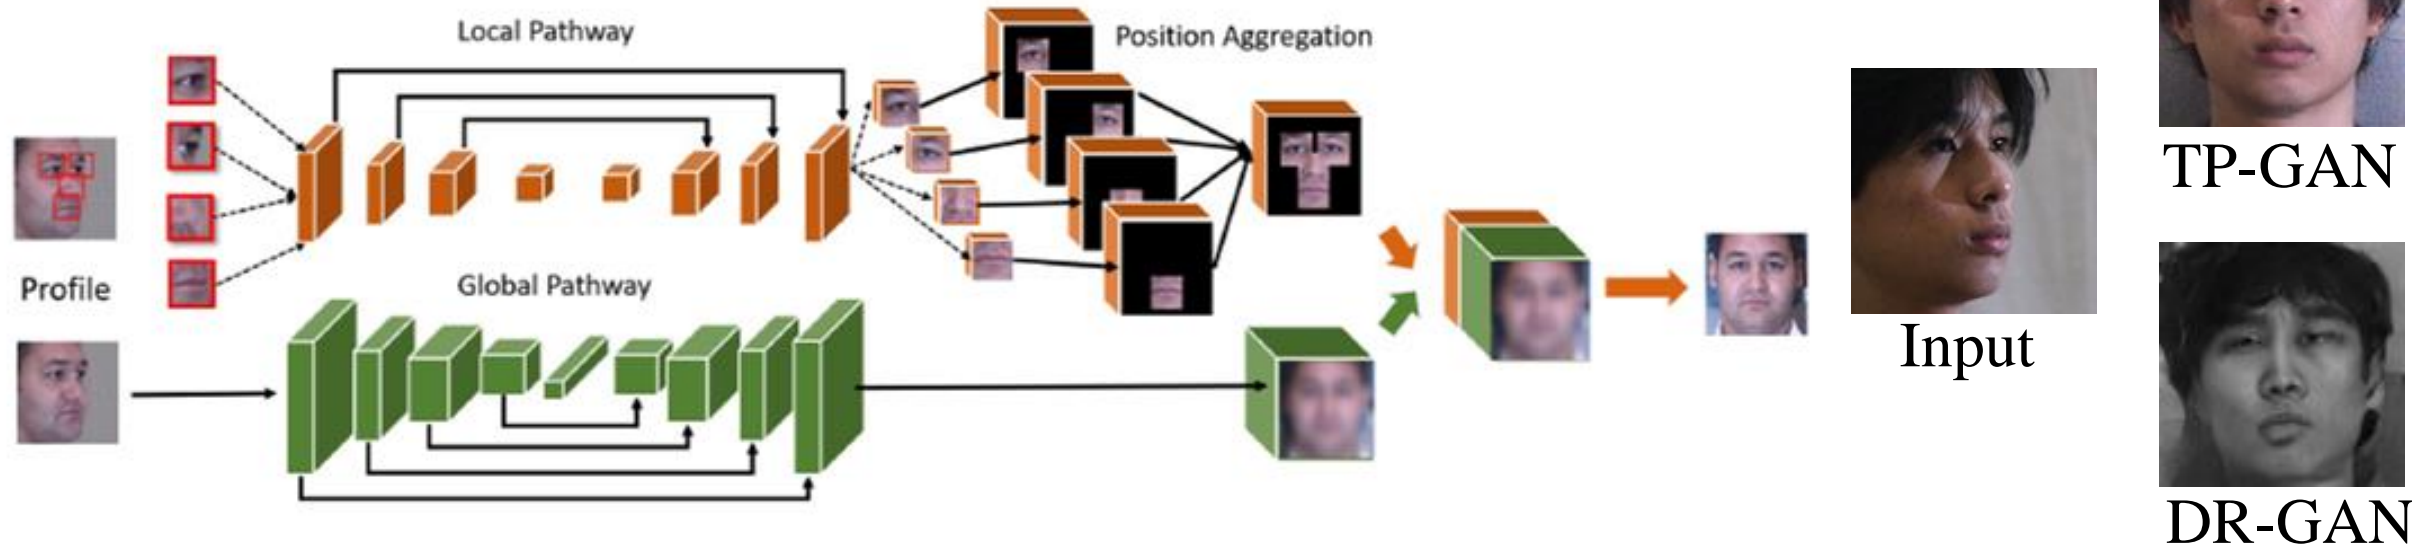 Local Pathway
Position Aggregation
Profile
Global Pathway
Input
TP-GAN
DR-GAN